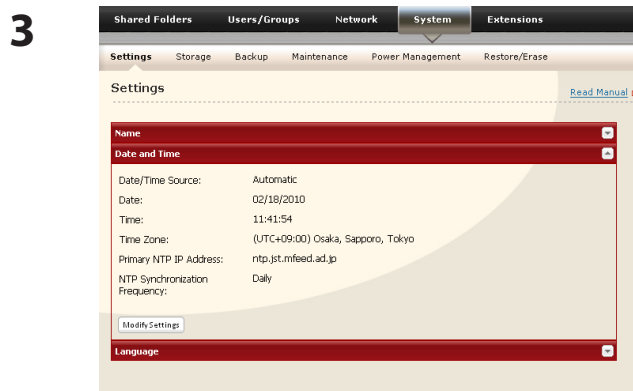 3
Shared Folders Users/Groups Network System Extensions
Settings Storage Backup Maintenance Power Management Restore/Erase
Settings
Read Manual
Name
Date and Time
Date/Time Source: Automatic
Date: 02/18/2010
Time: 11:41:54
Time Zone: (UTC+09:00) Osaka, Sapporo, Tokyo
Primary NTP IP Address: ntp.jst.mfeed.ad.jp
NTP Synchronization Frequency: Daily
Modify Settings
Language